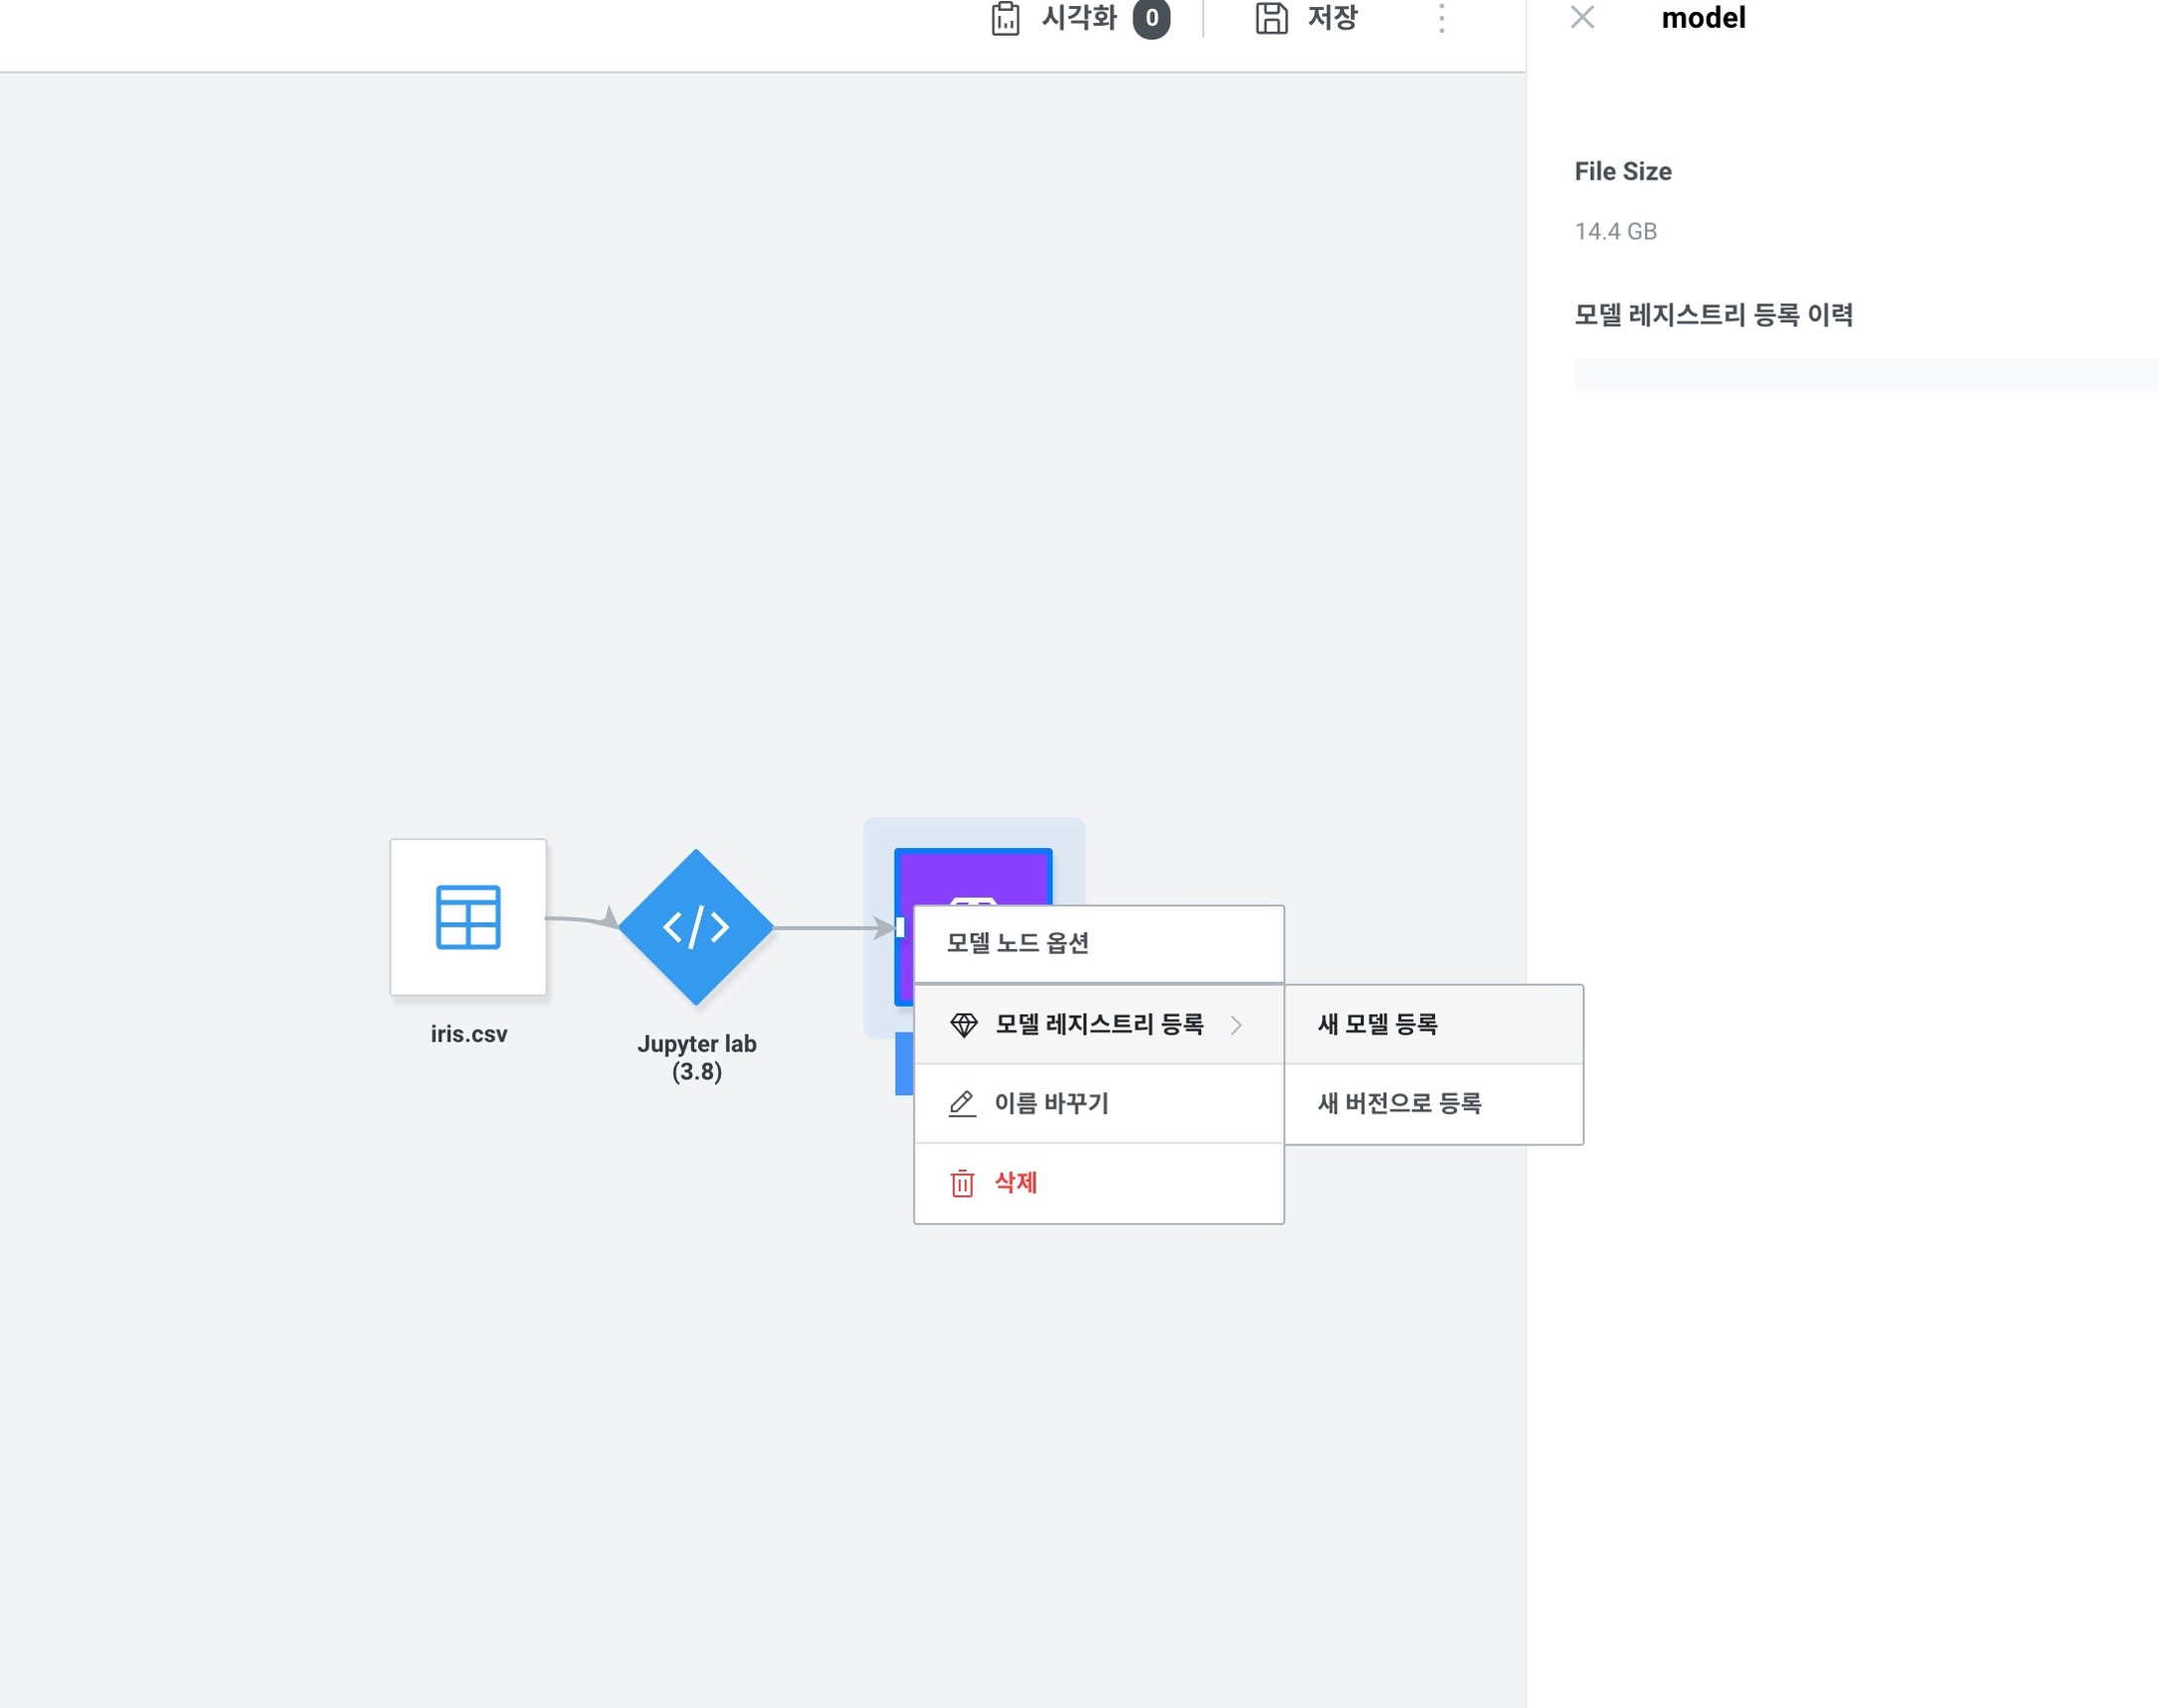 시각화 0
저장
model
File Size
14.4 GB
모델 레지스트리 등록 이력
iris.csv
Jupyter lab
(3.8)
모델 노드 옵션
모델 레지스트리 등록
이름 바꾸기
삭제
새 모델 등록
새 버전으로 등록